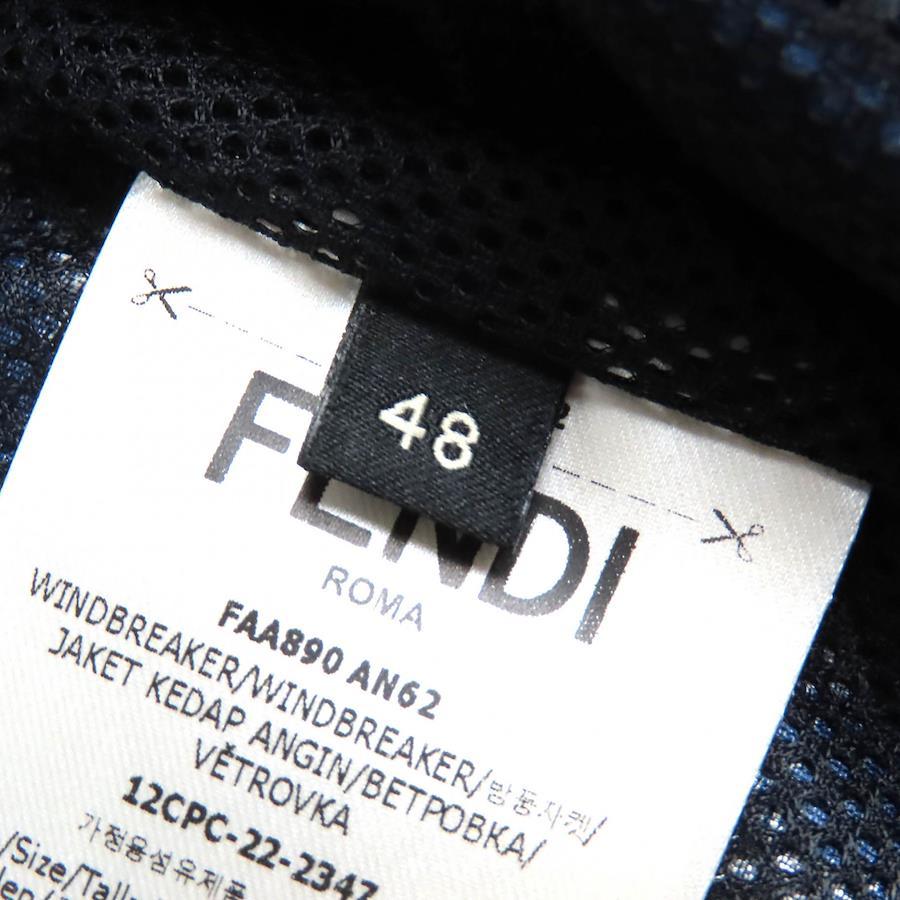 48
FENDI
ROMA
FAA890 AN62
WINDBREAKER/WINDBREAKER/방풍자켓/
JAKET KEDAP ANGIN/ВЕТРОВКА/
VĚTROVKA
12CPC-22-2347
가정용섬유제품
/Size/Talla